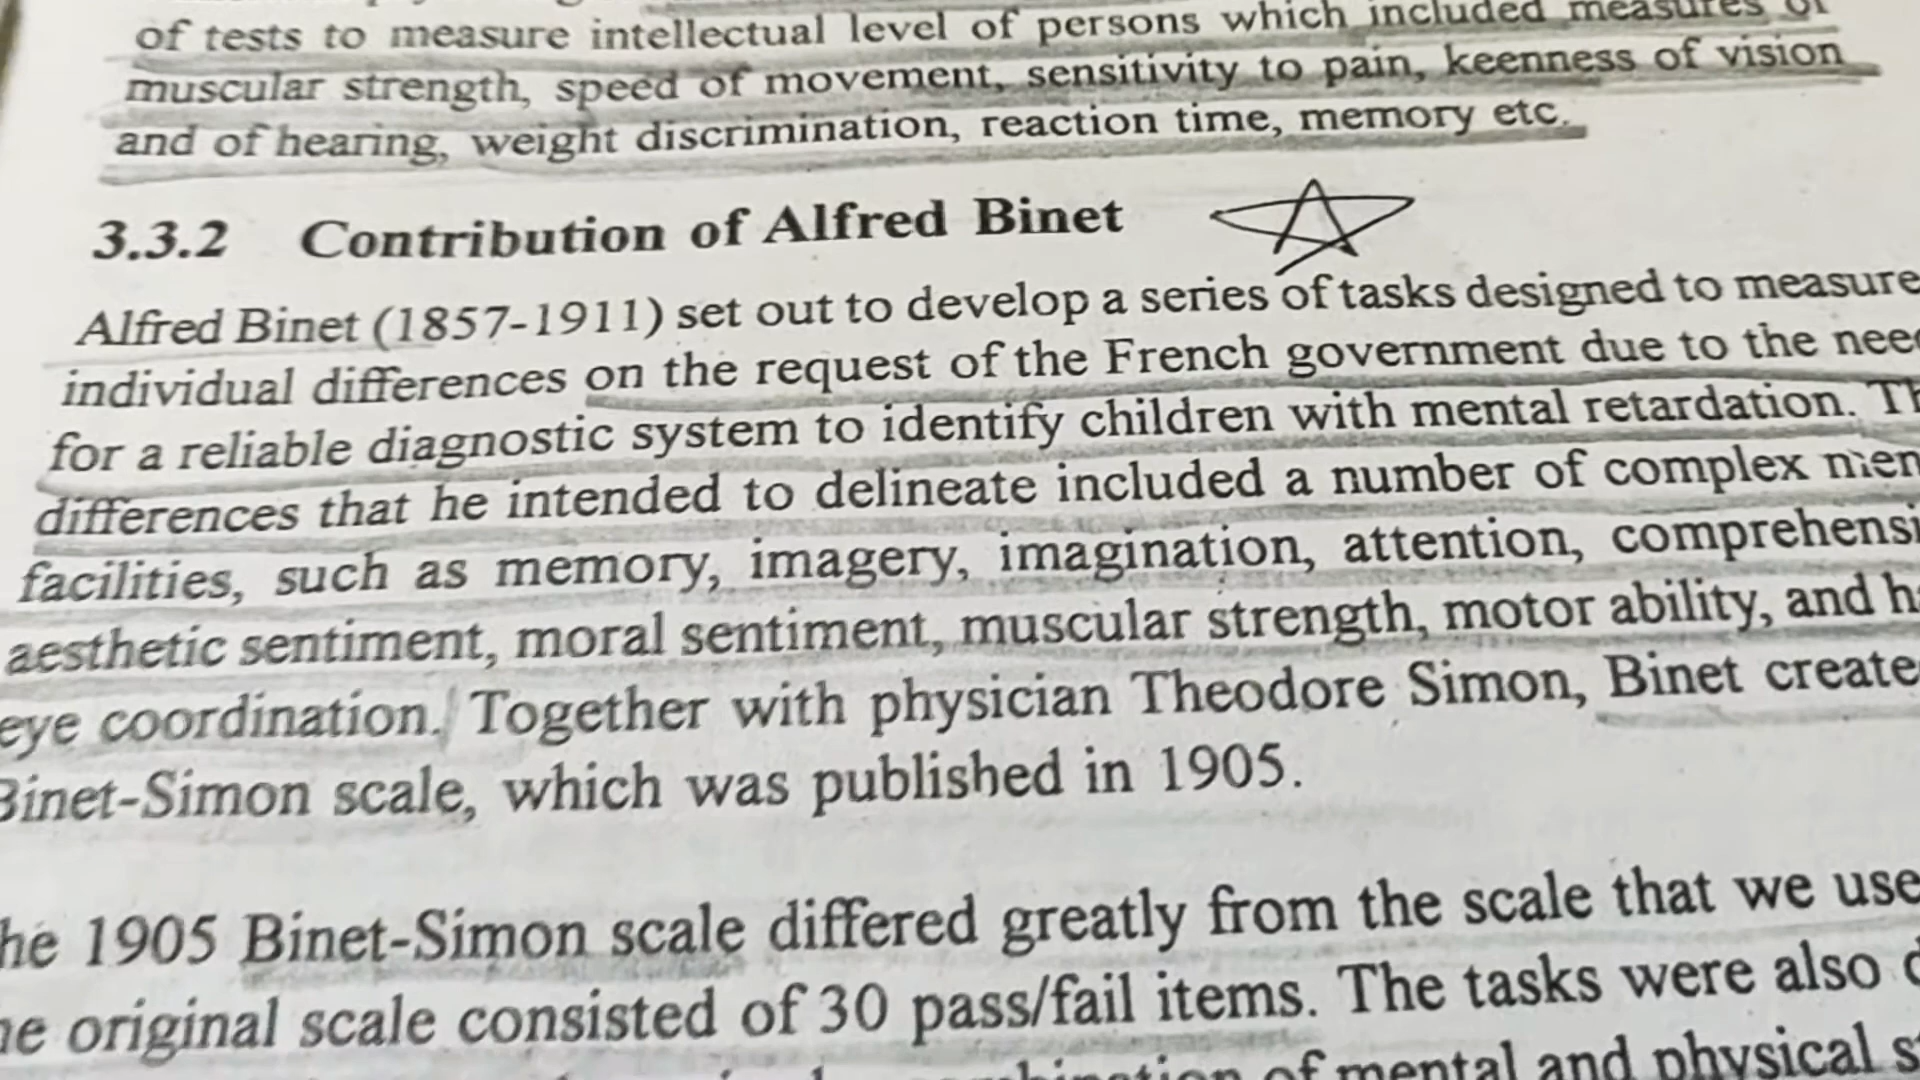 of tests to measure intellectual level of persons which included measures of
muscular strength, speed of movement, sensitivity to pain, keenness of vision
and of hearing, weight discrimination, reaction time, memory etc.
3.3.2 Contribution of Alfred Binet
Alfred Binet (1857-1911) set out to develop a series of tasks designed to measure
individual differences on the request of the French government due to the need
for a reliable diagnostic system to identify children with mental retardation.
differences that he intended to delineate included a number of complex
facilities, such as memory, imagery, imagination, attention,
aesthetic sentiment, moral sentiment, muscular strength, motor ability, and
eye coordination. Together with physician Theodore Simon, Binet
Binet-Simon scale, which was published in 1905.
1905 Binet-Simon scale differed greatly from the scale that we use
original scale consisted of 30 pass/fail items. The tasks were also
of mental and physical